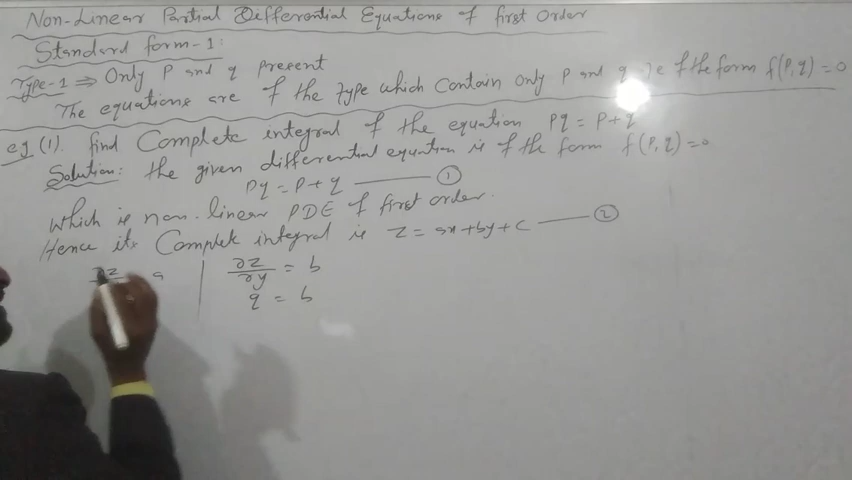 Non-Linear Partial Differential Equations of first Order
Standard form-1:
Type-1 ⇒ Only P and q present
The equations are of the type which contain only p and q ie of the form f(P,q)=0
eg (1). find Complete integral of the equation Pq = P+q
Solution: the given differential equation is of the form f(P,q)=0
Pq = P+q —— ①
which is non-linear PDE of first order.
Hence its Complete integral is Z = ax+by+c —— ②
∂z a | ∂z/∂y = b
q = b